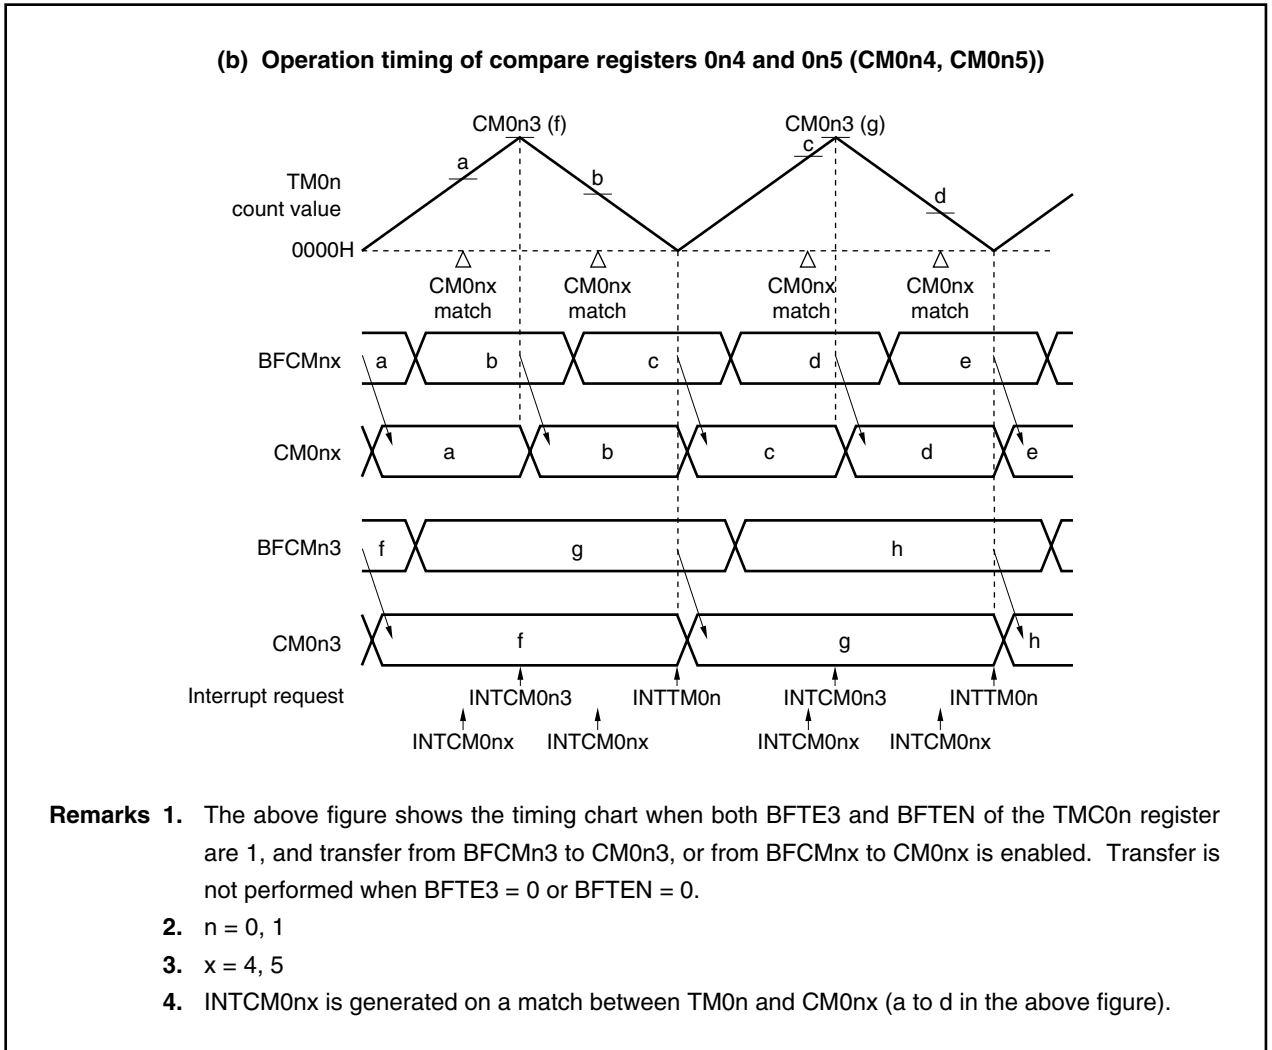 (b) Operation timing of compare registers 0n4 and 0n5 (CM0n4, CM0n5))
CM0n3 (f)
CM0n3 (g)
a
b
c
d
TM0n
count value
0000H
CM0nx
match
CM0nx
match
CM0nx
match
CM0nx
match
BFCMnx a b c d e
CM0nx a b c d e
BFCMn3 f g h
CM0n3 f g h
Interrupt request INTCM0n3 INTTM0n INTCM0n3 INTTM0n
INTCM0nx INTCM0nx INTCM0nx INTCM0nx
Remarks 1. The above figure shows the timing chart when both BFTE3 and BFTEN of the TMC0n register
are 1, and transfer from BFCMn3 to CM0n3, or from BFCMnx to CM0nx is enabled. Transfer is
not performed when BFTE3 = 0 or BFTEN = 0.
2. n = 0, 1
3. x = 4, 5
4. INTCM0nx is generated on a match between TM0n and CM0nx (a to d in the above figure).